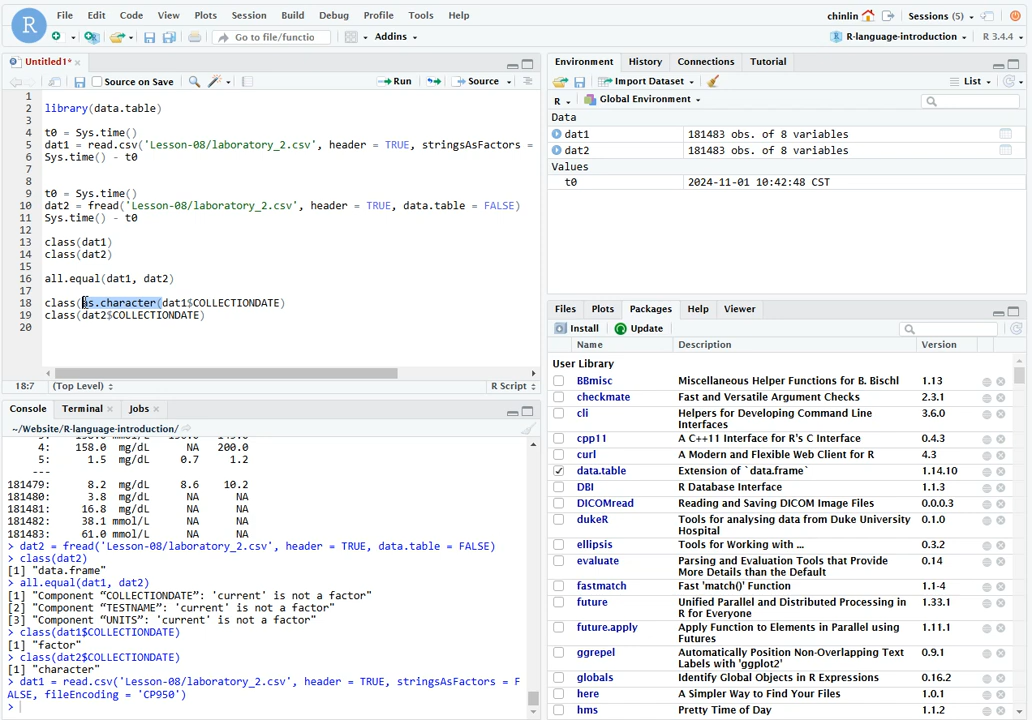 File Edit Code View Plots Session Build Debug Profile Tools Help
chinlin Sessions (5)
Go to file/functio Addins
R-language-introduction R 3.4.4
Untitled1*
Source on Save Run Source
1
2 library(data.table)
3
4 t0 = Sys.time()
5 dat1 = read.csv('Lesson-08/laboratory_2.csv', header = TRUE, stringsAsFactors =
6 Sys.time() - t0
7
8
9 t0 = Sys.time()
10 dat2 = fread('Lesson-08/laboratory_2.csv', header = TRUE, data.table = FALSE)
11 Sys.time() - t0
12
13 class(dat1)
14 class(dat2)
15
16 all.equal(dat1, dat2)
17
18 class(as.character(dat1$COLLECTIONDATE)
19 class(dat2$COLLECTIONDATE)
20
18:7 (Top Level) R Script
Console Terminal Jobs
~/Website/R-language-introduction/
4: 158.0 mg/dL NA 200.0
5: 1.5 mg/dL 0.7 1.2
---
181479: 8.2 mg/dL 8.6 10.2
181480: 3.8 mg/dL NA NA
181481: 16.8 mg/dL NA NA
181482: 38.1 mmol/L NA NA
181483: 61.0 mmol/L NA NA
> dat2 = fread('Lesson-08/laboratory_2.csv', header = TRUE, data.table = FALSE)
> class(dat2)
[1] "data.frame"
> all.equal(dat1, dat2)
[1] "Component “COLLECTIONDATE”: 'current' is not a factor"
[2] "Component “TESTNAME”: 'current' is not a factor"
[3] "Component “UNITS”: 'current' is not a factor"
> class(dat1$COLLECTIONDATE)
[1] "factor"
> class(dat2$COLLECTIONDATE)
[1] "character"
> dat1 = read.csv('Lesson-08/laboratory_2.csv', header = TRUE, stringsAsFactors = F
ALSE, fileEncoding = 'CP950')
>
Environment History Connections Tutorial
Import Dataset List
R Global Environment
Data
dat1 181483 obs. of 8 variables
dat2 181483 obs. of 8 variables
Values
t0 2024-11-01 10:42:48 CST
Files Plots Packages Help Viewer
Install Update
Name Description Version
User Library
BBmisc Miscellaneous Helper Functions for B. Bischl 1.13
checkmate Fast and Versatile Argument Checks 2.3.1
cli Helpers for Developing Command Line Interfaces 3.6.0
cpp11 A C++11 Interface for R's C Interface 0.4.3
curl A Modern and Flexible Web Client for R 4.3
data.table Extension of `data.frame` 1.14.10
DBI R Database Interface 1.1.3
DICOMread Reading and Saving DICOM Image Files 0.0.0.3
dukeR Tools for analysing data from Duke University Hospital 0.1.0
ellipsis Tools for Working with ... 0.3.2
evaluate Parsing and Evaluation Tools that Provide More Details than the Default 0.14
fastmatch Fast 'match()' Function 1.1-4
future Unified Parallel and Distributed Processing in R for Everyone 1.33.1
future.apply Apply Function to Elements in Parallel using Futures 1.11.1
ggrepel Automatically Position Non-Overlapping Text Labels with 'ggplot2' 0.9.1
globals Identify Global Objects in R Expressions 0.16.2
here A Simpler Way to Find Your Files 1.0.1
hms Pretty Time of Day 1.1.2